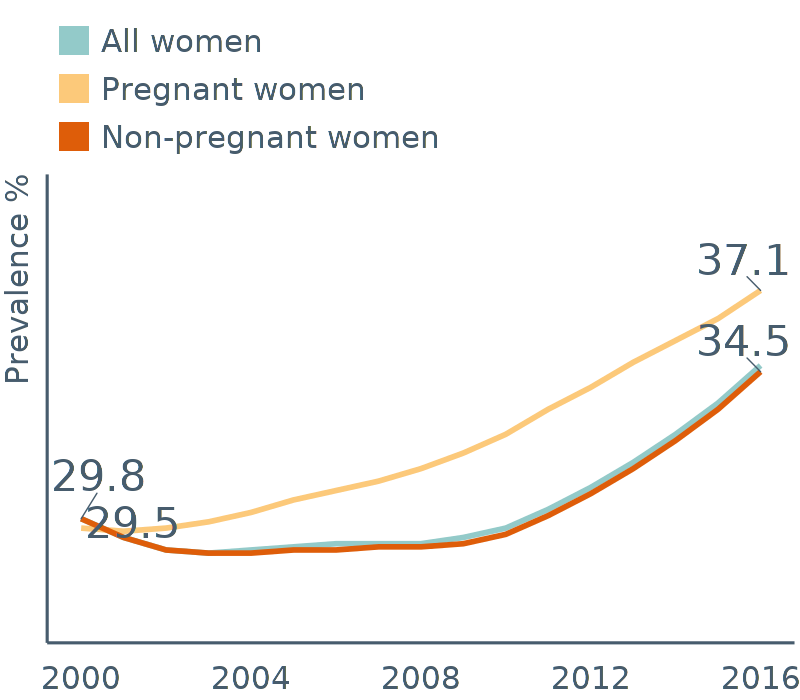 All women
Pregnant women
Non-pregnant women
Prevalence %
37.1
34.5
29.8
29.5
2000 2004 2008 2012 2016